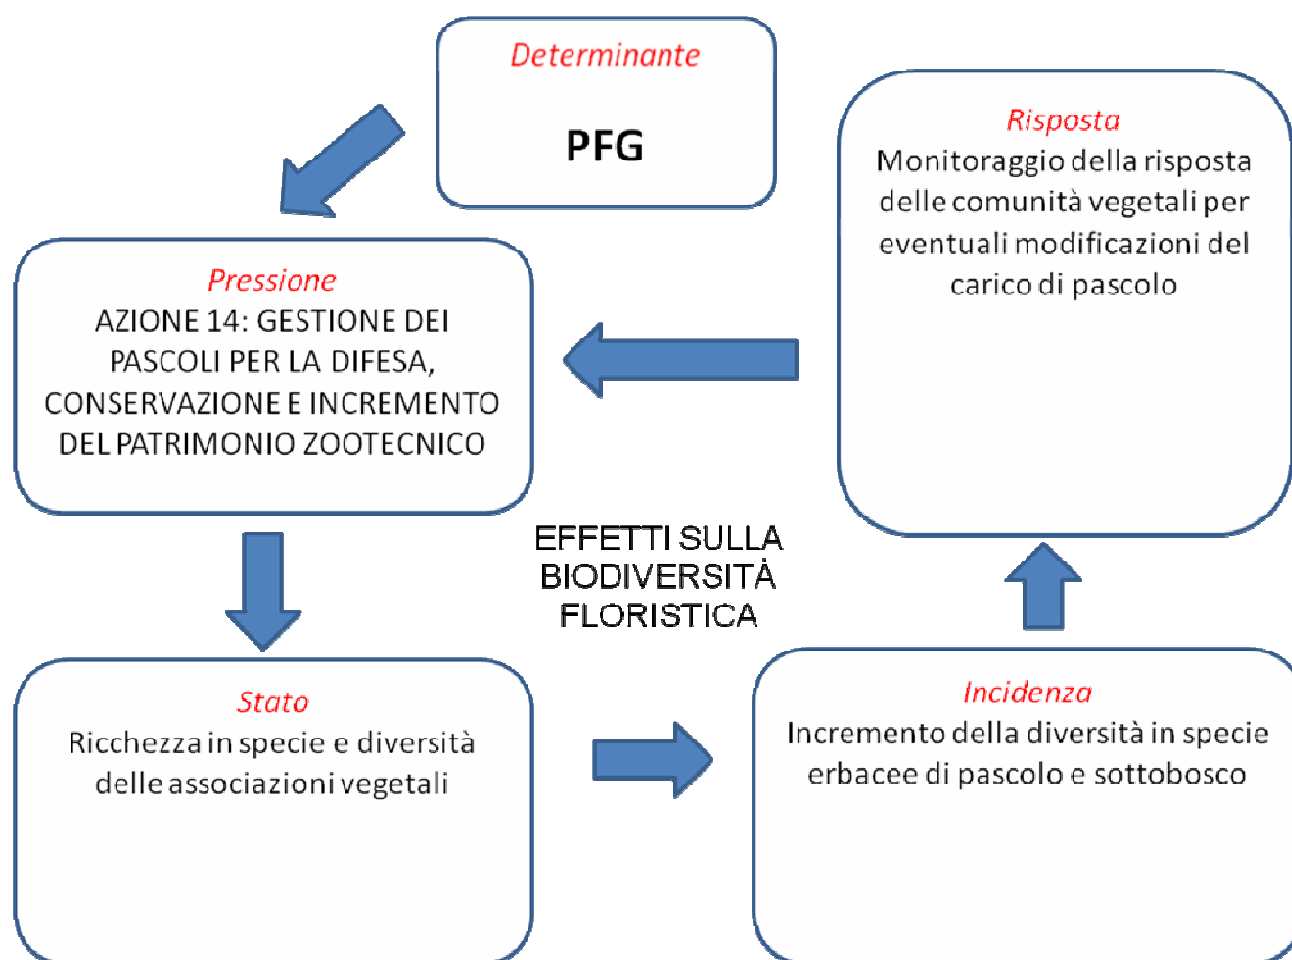 Determinante
PFG
Pressione
AZIONE 14: GESTIONE DEI
PASCOLI PER LA DIFESA,
CONSERVAZIONE E INCREMENTO
DEL PATRIMONIO ZOOTECNICO
Risposta
Monitoraggio della risposta
delle comunità vegetali per
eventuali modificazioni del
carico di pascolo
EFFETTI SULLA
BIODIVERSITÀ
FLORISTICA
Stato
Ricchezza in specie e diversità
delle associazioni vegetali
Incidenza
Incremento della diversità in specie
erbacee di pascolo e sottobosco